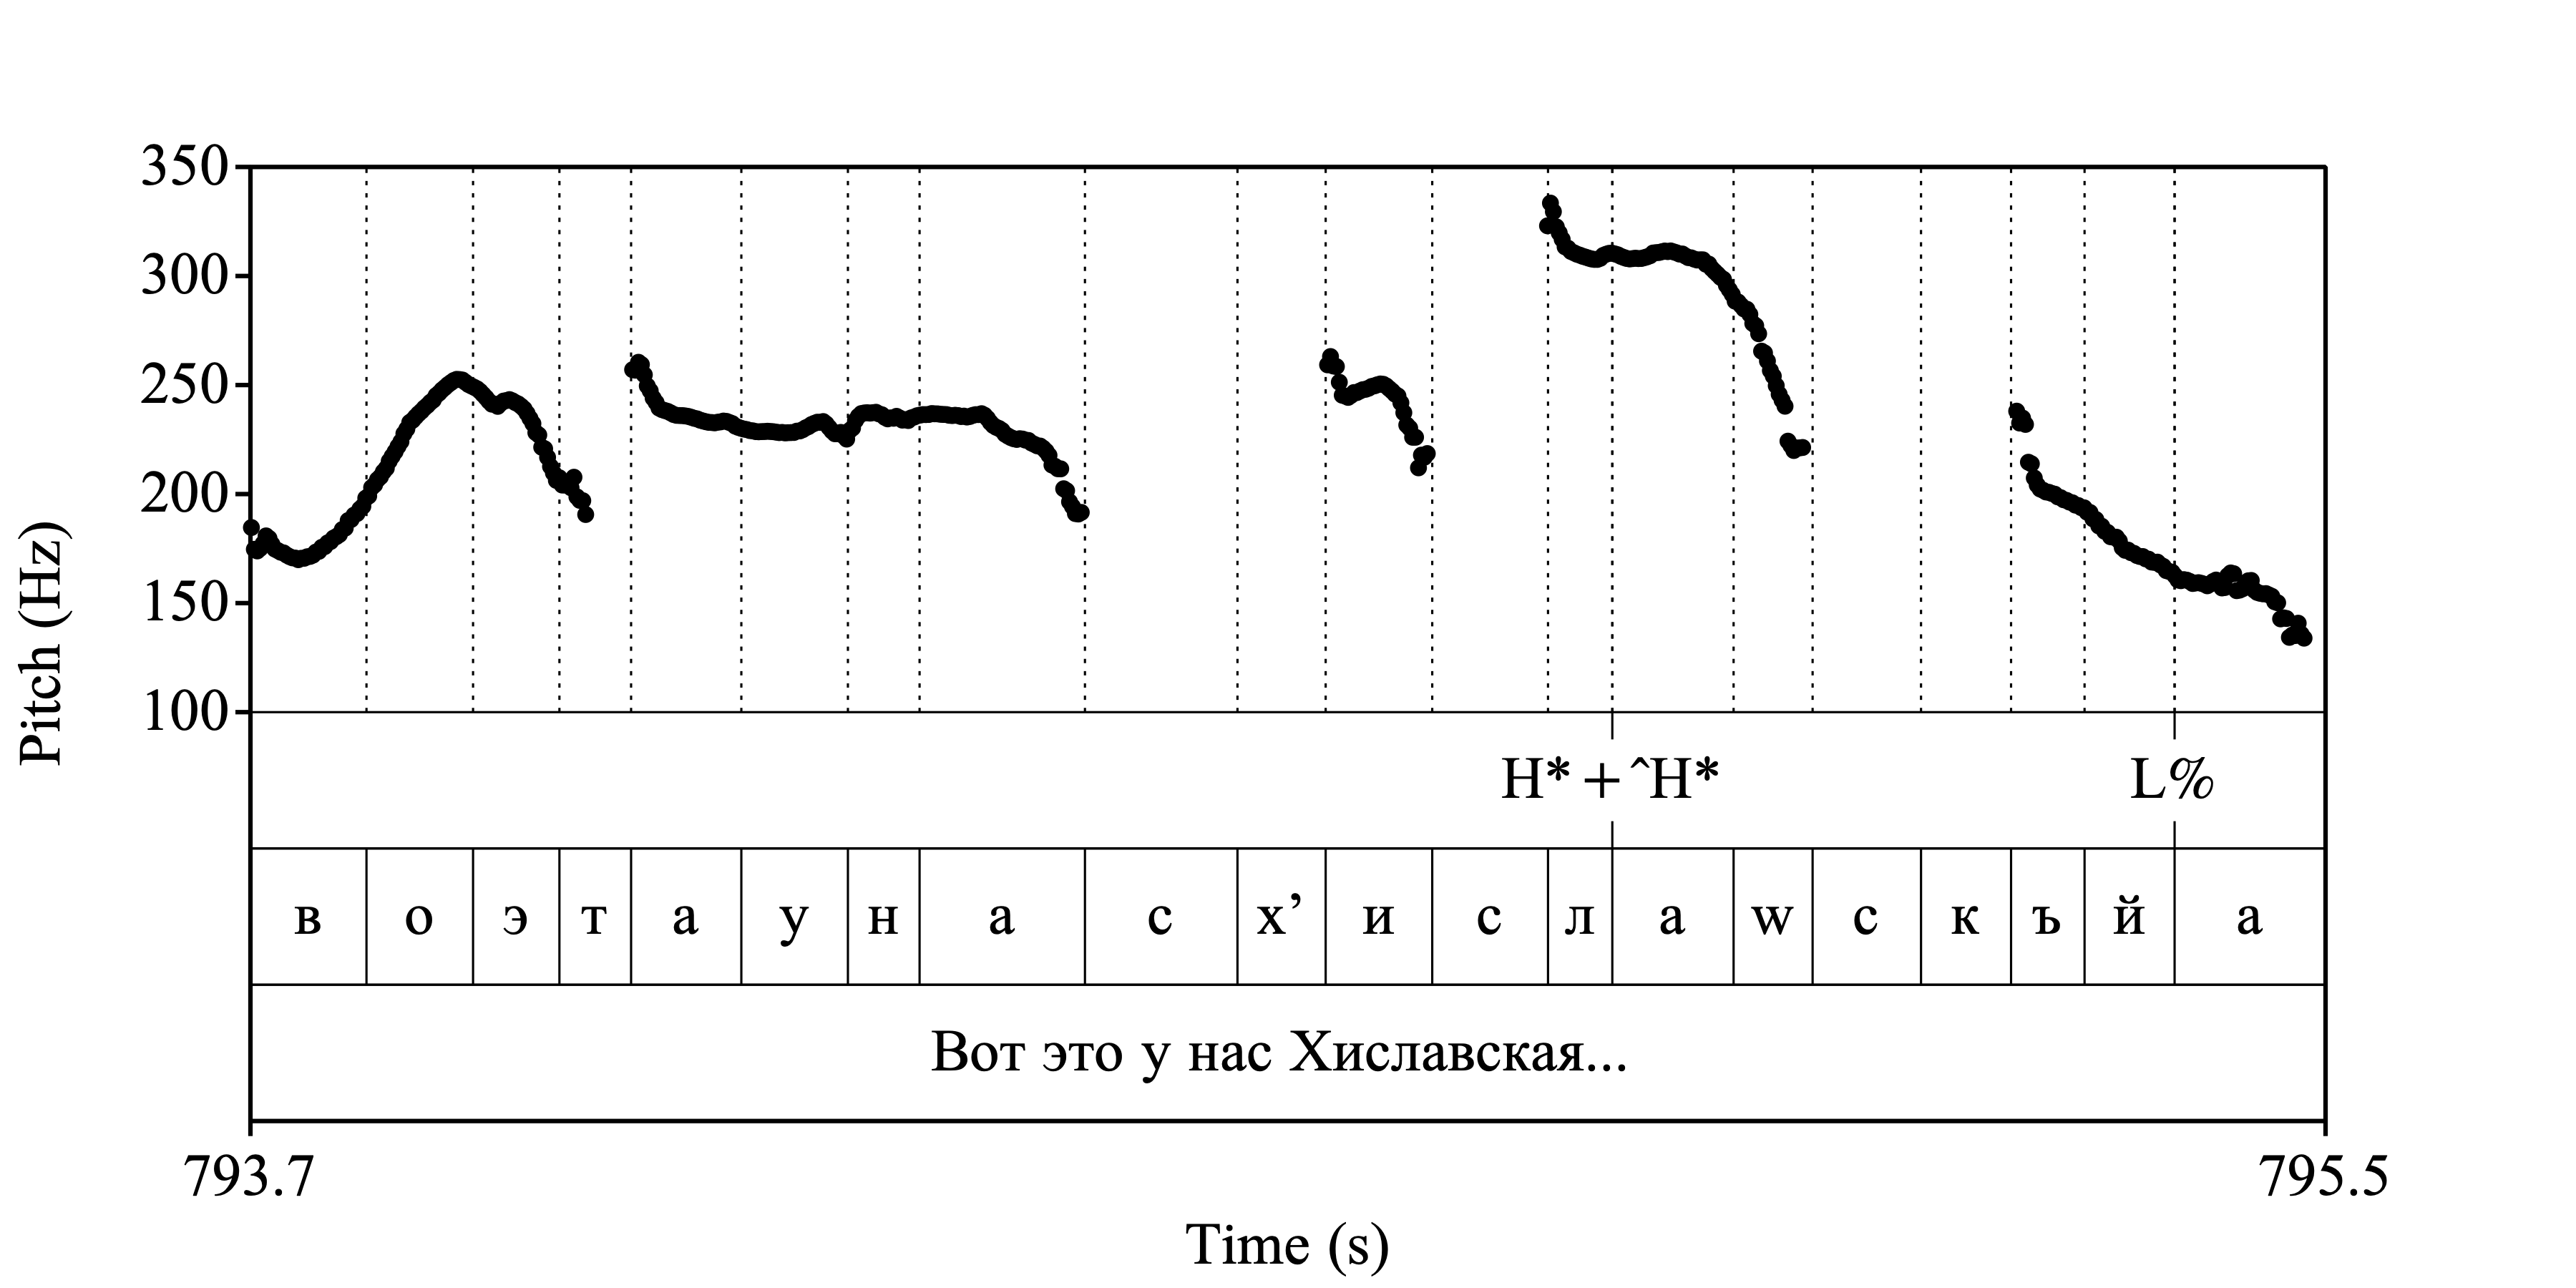 350
300
250
200
150
100
Pitch (Hz)
H* + ˆH* L%
в о э т а у н а с х’ и с л а w с к ъ й а
Вот это у нас Хиславская...
793.7 795.5
Time (s)